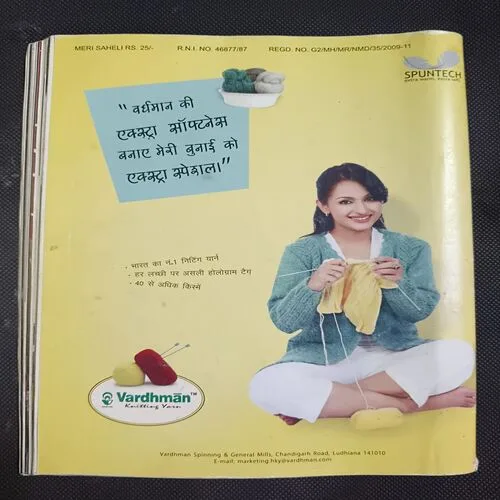 MERI SAHELI RS. 25/- R.N.I. NO. 46877/87 REGD. NO. G2/MH/MR/NMD/35/2009-11
SPUNTECH
"वर्धमान की
एक्स्ट्रा सॉफ्टनेस
बनाए मेरी बुनाई को
एक्स्ट्रा स्पेशल।"
· भारत का नं.1 निटिंग यार्न
· हर लच्छी पर असली होलोग्राम टैग
· 40 से अधिक किस्में
Vardhman™
Knitting Yarn
Vardhman Spinning & General Mills, Chandigarh Road, Ludhiana 141010
E-mail: marketing.hky@vardhman.com